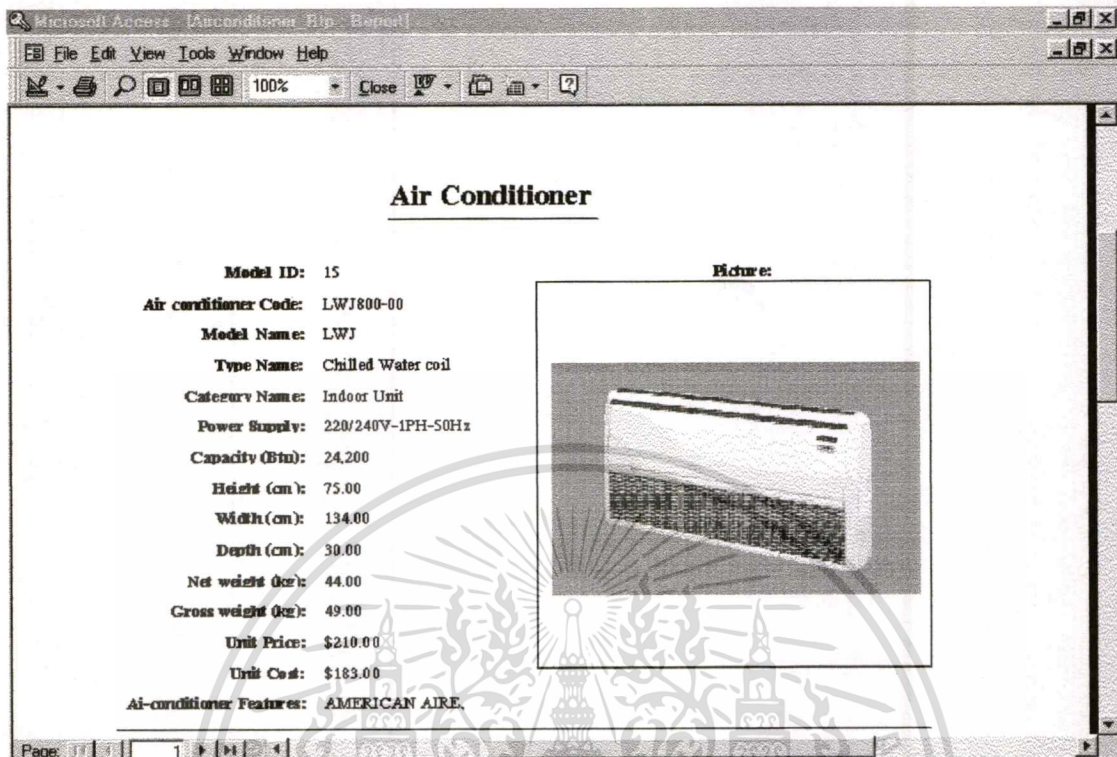 Microsoft Access - [Airconditioner_Rtp : Report]
File Edit View Tools Window Help
100% Close
Air Conditioner
Model ID: 15
Picture:
Air conditioner Code: LWJ800-00
Model Name: LWJ
Type Name: Chilled Water coil
Category Name: Indoor Unit
Power Supply: 220/240V-1PH-50Hz
Capacity (Btu): 24,200
Height (cm): 75.00
Width (cm): 134.00
Depth (cm): 30.00
Net weight (kg): 44.00
Gross weight (kg): 49.00
Unit Price: $210.00
Unit Cost: $183.00
Ai-conditioner Features: AMERICAN AIRE,
Page: 1